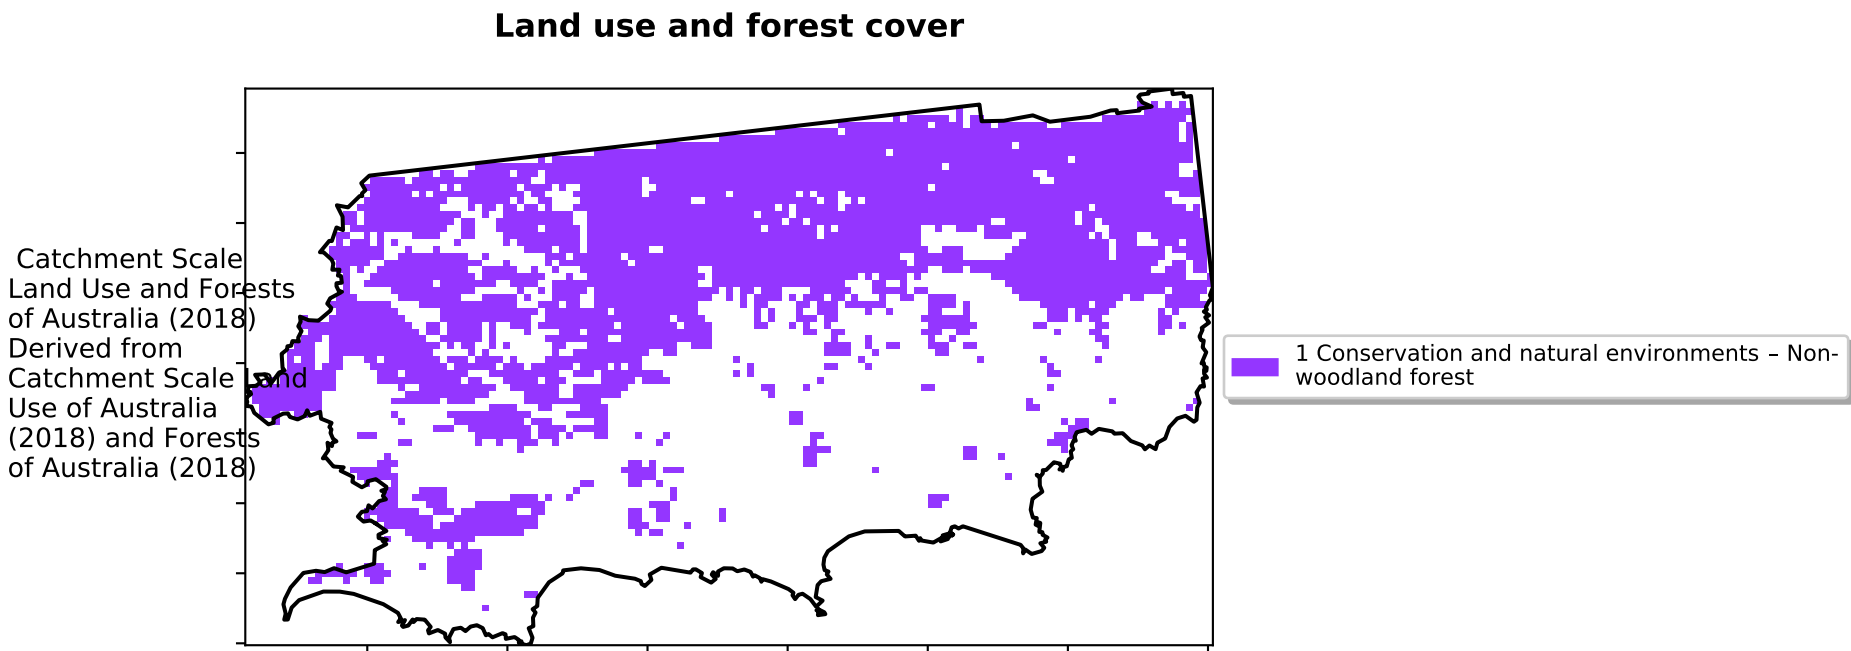 Land use and forest cover
Catchment Scale
Land Use and Forests
of Australia (2018)
Derived from
Catchment Scale Land
Use of Australia
(2018) and Forests
of Australia (2018)
1 Conservation and natural environments – Non-
woodland forest